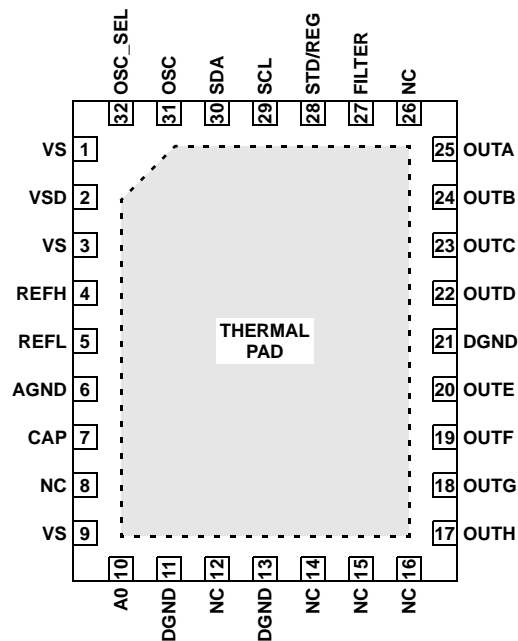 32 OSC_SEL
31 OSC
30 SDA
29 SCL
28 STD/REG
27 FILTER
26 NC
VS 1
VSD 2
VS 3
REFH 4
REFL 5
AGND 6
CAP 7
NC 8
VS 9
THERMAL
PAD
25 OUTA
24 OUTB
23 OUTC
22 OUTD
21 DGND
20 OUTE
19 OUTF
18 OUTG
17 OUTH
A0 10
DGND 11
NC 12
DGND 13
NC 14
NC 15
NC 16